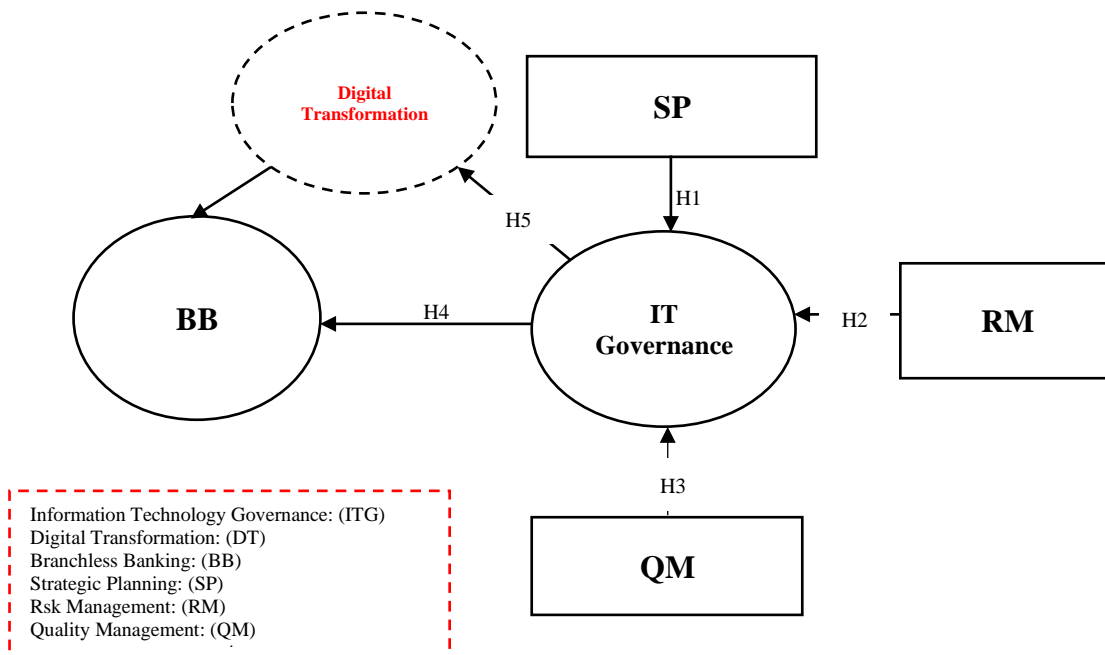 Digital
Transformation
SP
H1
H5
BB
H4
IT
Governance
H2
RM
H3
QM
Information Technology Governance: (ITG)
Digital Transformation: (DT)
Branchless Banking: (BB)
Strategic Planning: (SP)
Rsk Management: (RM)
Quality Management: (QM)